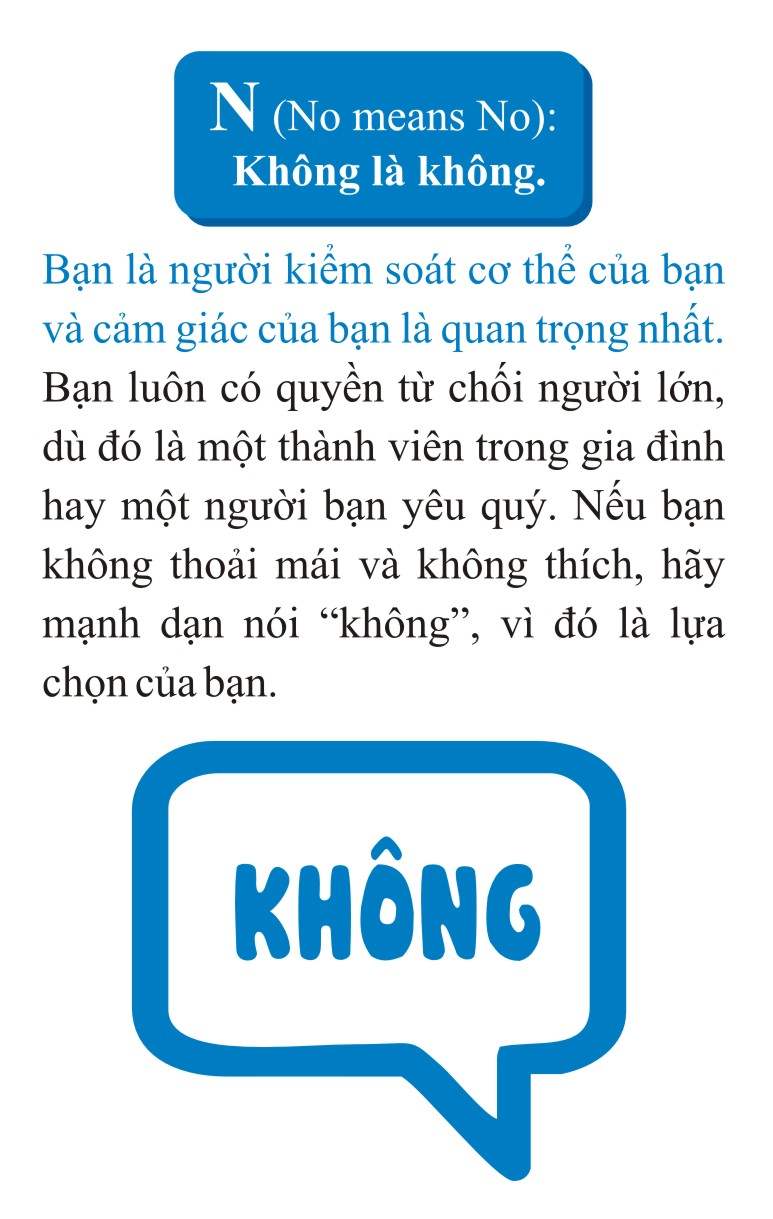 N (No means No):
Không là không.
Bạn là người kiểm soát cơ thể của bạn
và cảm giác của bạn là quan trọng nhất.
Bạn luôn có quyền từ chối người lớn,
dù đó là một thành viên trong gia đình
hay một người bạn yêu quý. Nếu bạn
không thoải mái và không thích, hãy
mạnh dạn nói “không”, vì đó là lựa
chọn của bạn.
KHÔNG